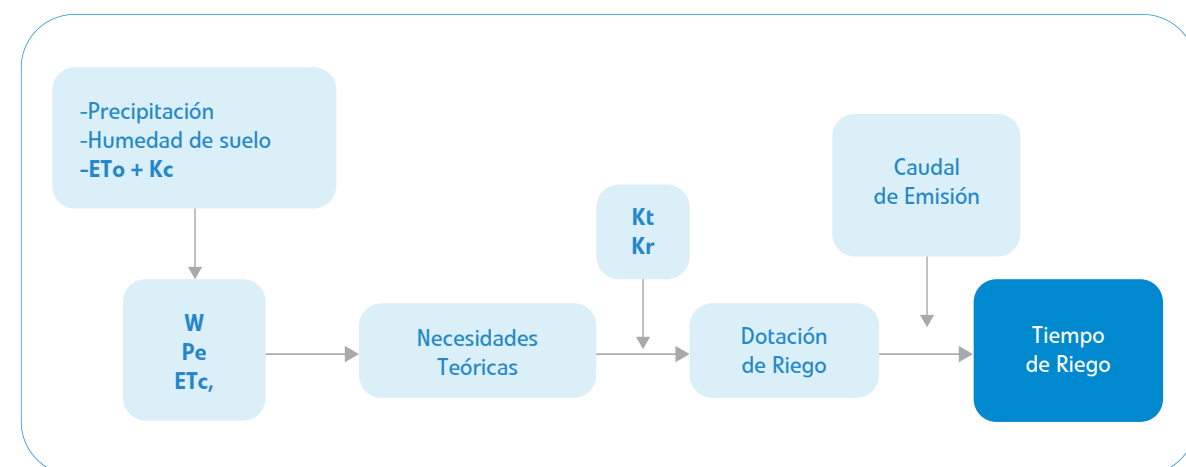 -Precipitación
-Humedad de suelo
-ETo + Kc
W
Pe
ETc,
Necesidades
Teóricas
Kt
Kr
Dotación
de Riego
Caudal
de Emisión
Tiempo
de Riego